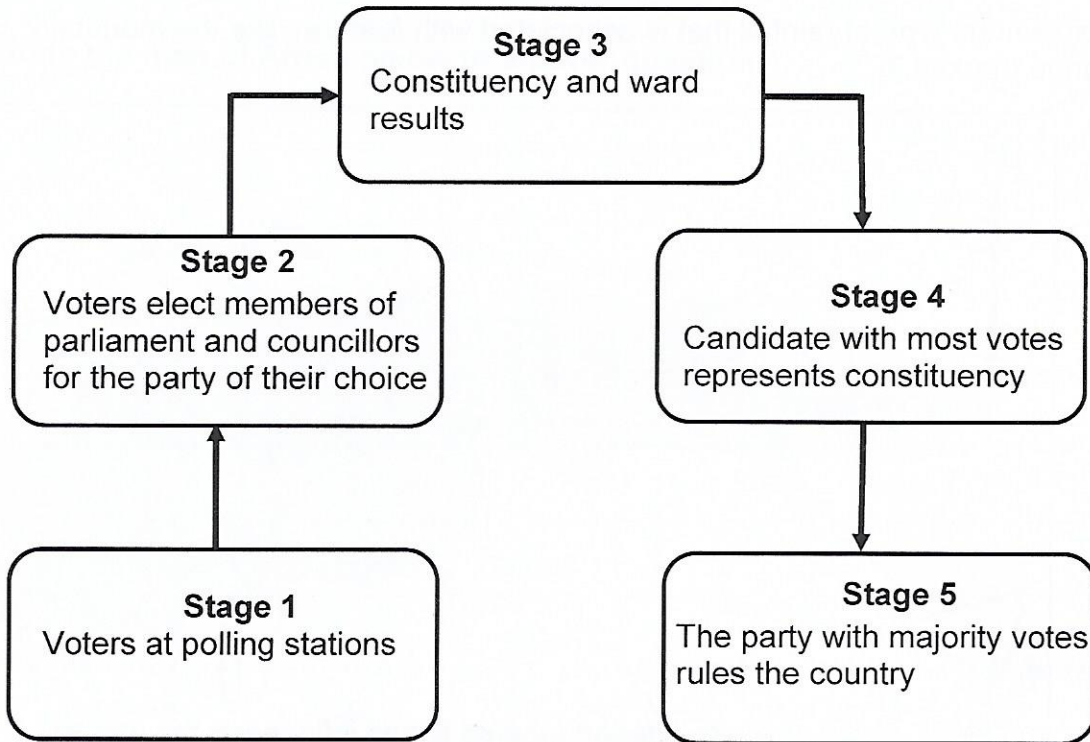 Stage 3
Constituency and ward
results
Stage 2
Voters elect members of
parliament and councillors
for the party of their choice
Stage 4
Candidate with most votes
represents constituency
Stage 1
Voters at polling stations
Stage 5
The party with majority votes
rules the country